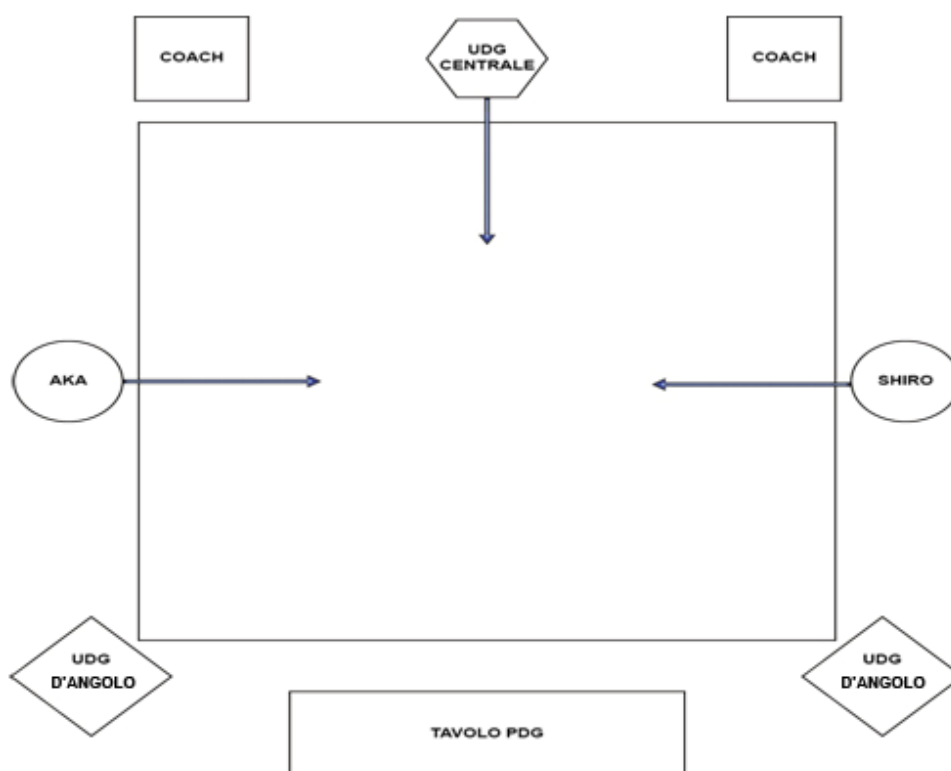 COACH
UDG
CENTRALE
COACH
AKA
SHIRO
UDG
D'ANGOLO
UDG
D'ANGOLO
TAVOLO PDG